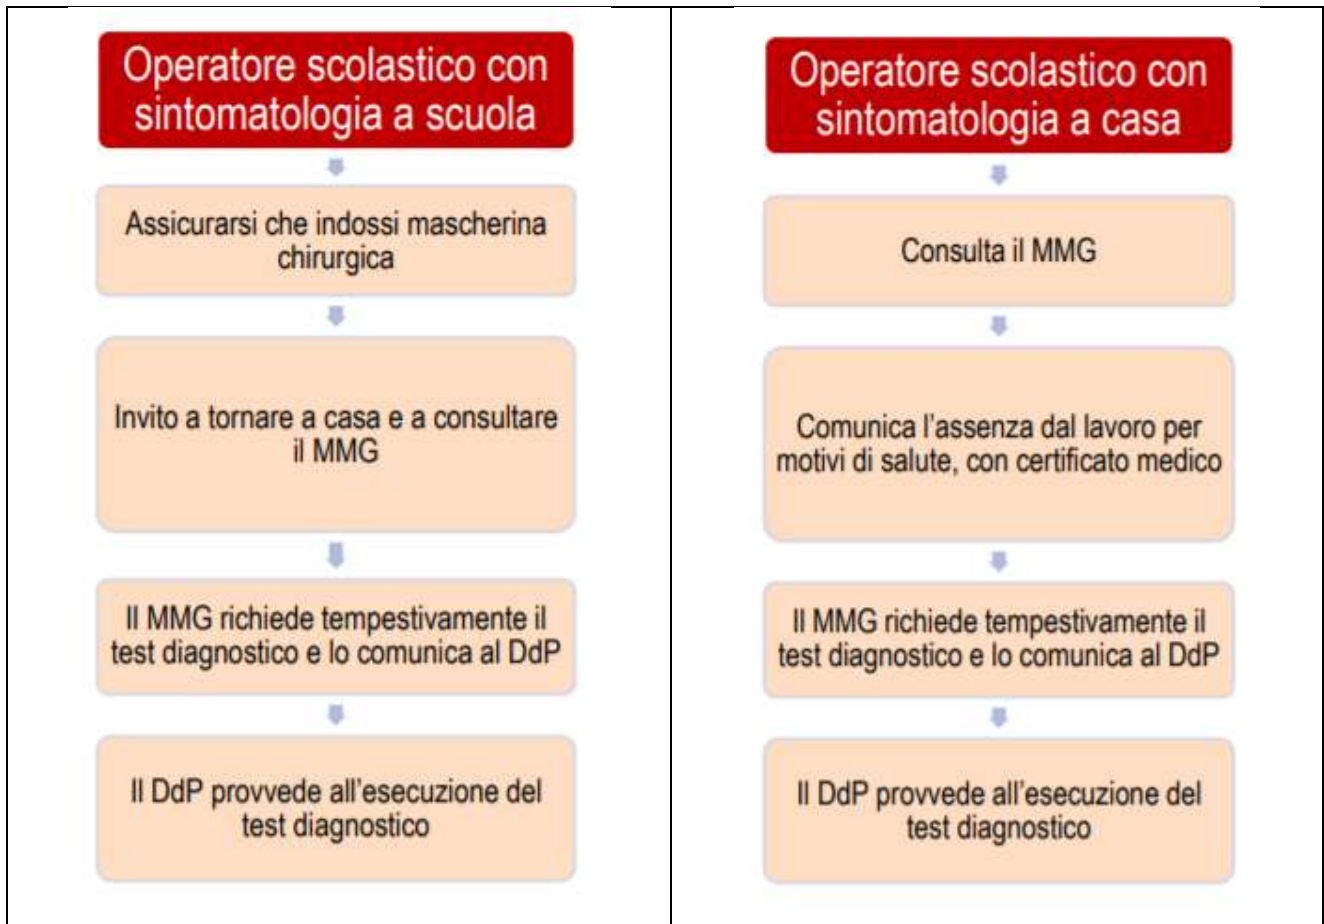 Operatore scolastico con
sintomatologia a scuola
Assicurarsi che indossi mascherina
chirurgica
Invito a tornare a casa e a consultare
il MMG
Il MMG richiede tempestivamente il
test diagnostico e lo comunica al DdP
Il DdP provvede all'esecuzione del
test diagnostico
Operatore scolastico con
sintomatologia a casa
Consulta il MMG
Comunica l'assenza dal lavoro per
motivi di salute, con certificato medico
Il MMG richiede tempestivamente il
test diagnostico e lo comunica al DdP
Il DdP provvede all'esecuzione del
test diagnostico